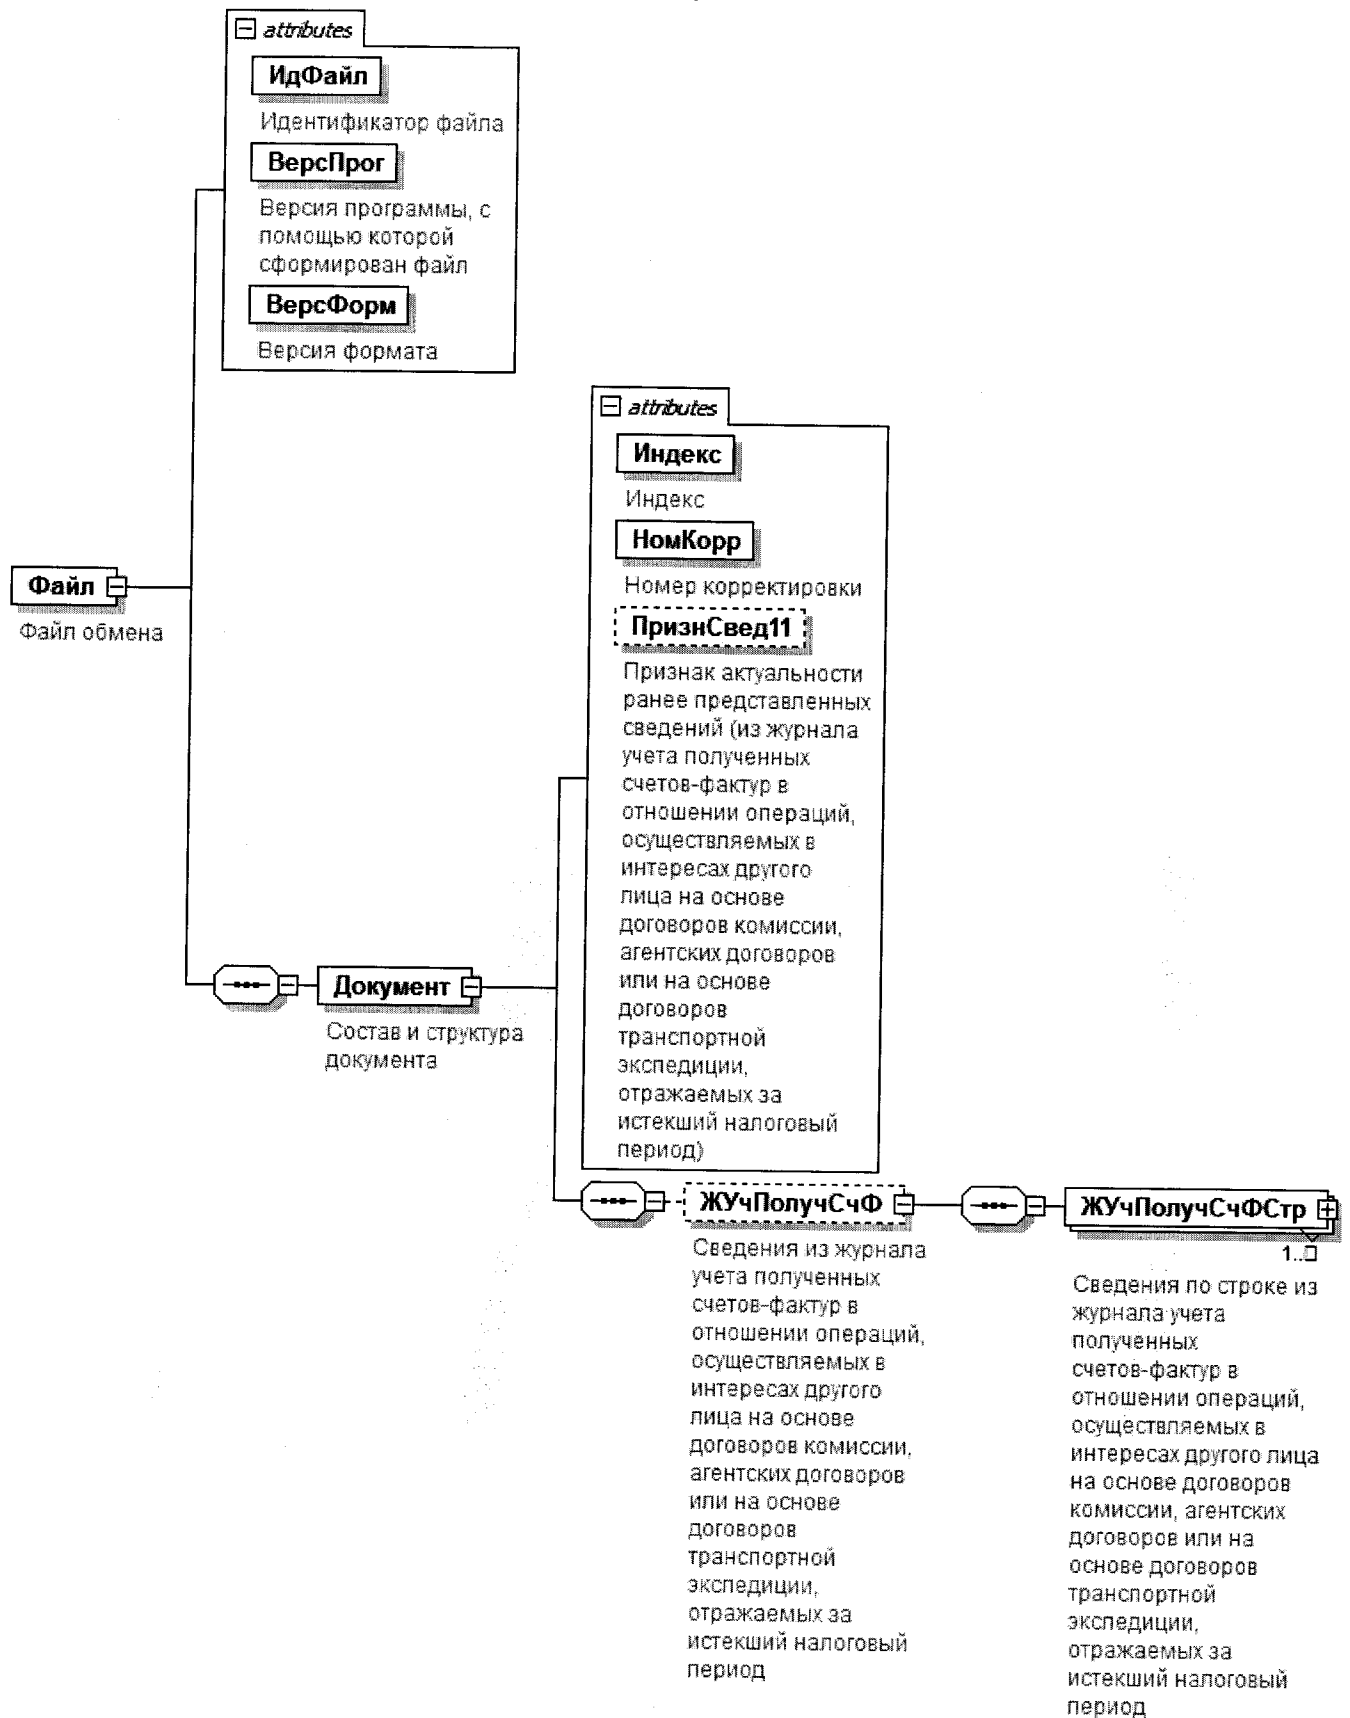 attributes
ИдФайл
Идентификатор файла
ВерсПрог
Версия программы, с
помощью которой
сформирован файл
ВерсФорм
Версия формата
attributes
Индекс
Индекс
НомКорр
Номер корректировки
ПризнСвед11
Признак актуальности
ранее представленных
сведений (из журнала
учета полученных
счетов-фактур в
отношении операций,
осуществляемых в
интересах другого
лица на основе
договоров комиссии,
агентских договоров
или на основе
договоров
транспортной
экспедиции,
отражаемых за
истекший налоговый
период)
Файл
Файл обмена
Документ
Состав и структура
документа
ЖУчПолучСчФ
Сведения из журнала
учета полученных
счетов-фактур в
отношении операций,
осуществляемых в
интересах другого
лица на основе
договоров комиссии,
агентских договоров
или на основе
договоров
транспортной
экспедиции,
отражаемых за
истекший налоговый
период
ЖУчПолучСчФСтр
1..
Сведения по строке из
журнала учета
полученных
счетов-фактур в
отношении операций,
осуществляемых в
интересах другого лица
на основе договоров
комиссии, агентских
договоров или на
основе договоров
транспортной
экспедиции,
отражаемых за
истекший налоговый
период